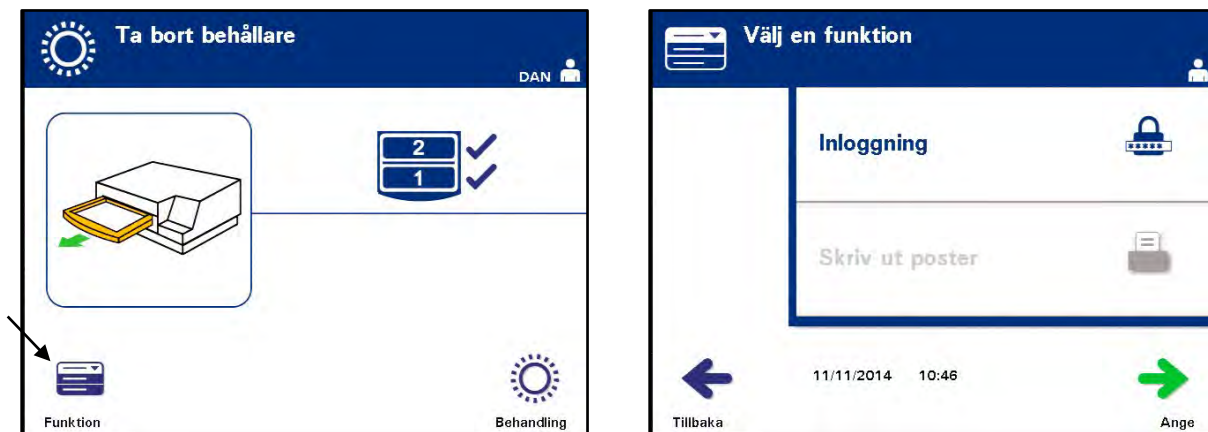 Ta bort behållare
DAN
2
1
Funktion
Behandling
Välj en funktion
Inloggning
*****
Skriv ut poster
11/11/2014 10:46
Tillbaka
Ange